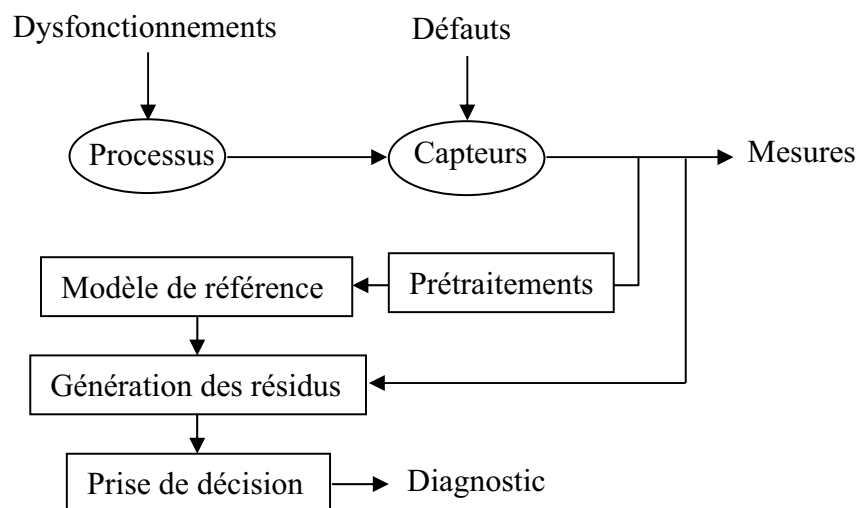 Dysfonctionnements
Défauts
Processus
Capteurs
Mesures
Modèle de référence
Prétraitements
Génération des résidus
Prise de décision
Diagnostic